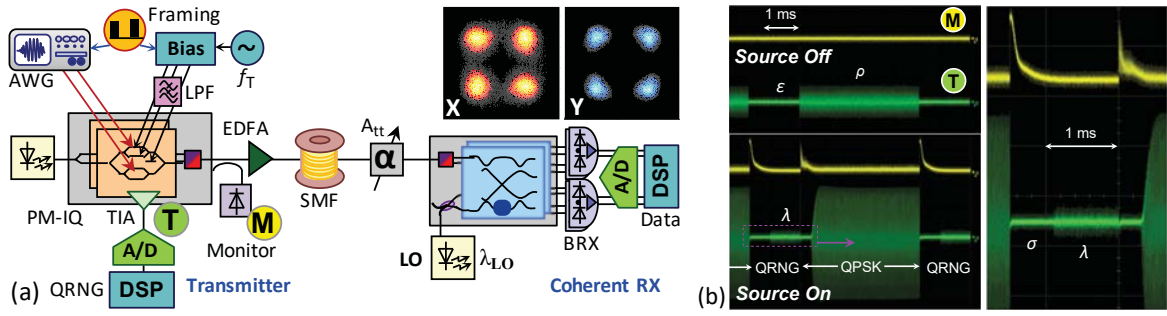 Framing
AWG
Bias
f_T
LPF
PM-IQ
TIA
T
A/D
QRNG
DSP
Monitor
M
EDFA
SMF
A_tt
α
X
Y
LO
λ_LO
BRX
A/D
DSP
Data
(a)
Transmitter
Coherent RX
(b)
1 ms
M
Source Off
T
ε
ρ
λ
QRNG
QPSK
QRNG
Source On
1 ms
σ
λ